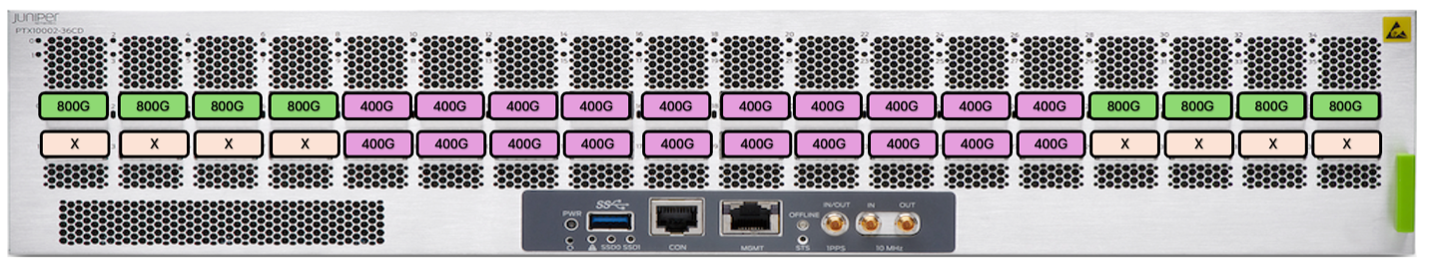 JUNIPEr
PTX10002-36CD
800G 800G 800G 800G 400G 400G 400G 400G 400G 400G 400G 400G 400G 400G 800G 800G 800G 800G
X X X X 400G 400G 400G 400G 400G 400G 400G 400G 400G 400G X X X X
PWR SS OFFLINE IN/OUT IN OUT
SSD0 SSD1 CON MGMT STS 1PPS 10 MHz